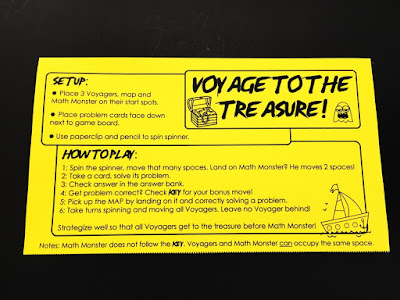 SETUP:
● Place 3 Voyagers, map and
Math Monster on their start spots.
● Place problem cards face down
next to game board.
● Use paperclip and pencil to spin spinner.
VOYAGE TO THE
TREASURE!
HOW TO PLAY:
1: Spin the spinner, move that many spaces. Land on Math Monster? He moves 2 spaces!
2: Take a card, solve its problem.
3: Check answer in the answer bank.
4: Get problem correct? Check KEY for your bonus move!
5: Pick up the MAP by landing on it and correctly solving a problem.
6: Take turns spinning and moving all Voyagers. Leave no Voyager behind!
Strategize well so that all Voyagers get to the treasure before Math Monster!
Notes: Math Monster does not follow the KEY. Voyagers and Math Monster can occupy the same space.